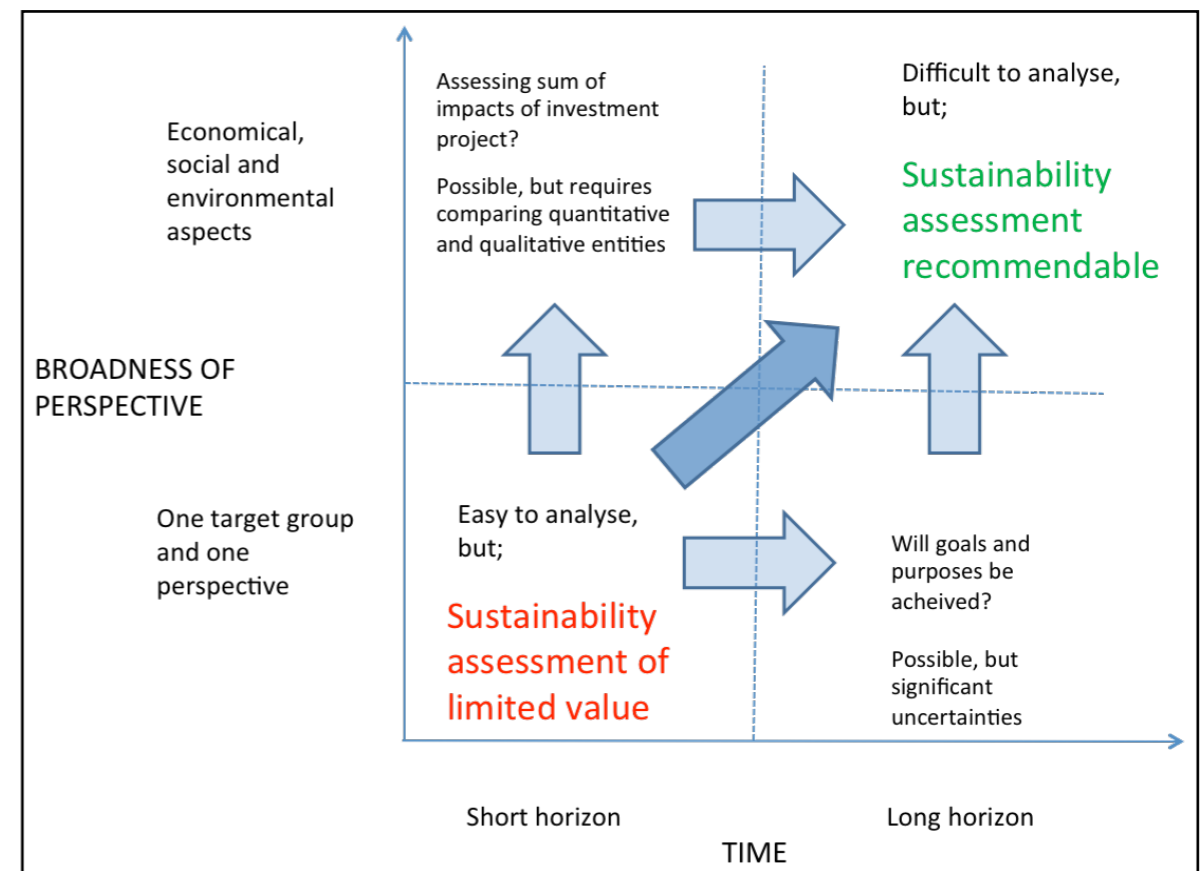 Economical,
social and
environmental
aspects
Assessing sum of
impacts of investment
project?
Possible, but requires
comparing quantitative
and qualitative entities
Difficult to analyse,
but;
Sustainability
assessment
recommendable
BROADNESS OF
PERSPECTIVE
One target group
and one
perspective
Easy to analyse,
but;
Sustainability
assessment of
limited value
Will goals and
purposes be
acheived?
Possible, but
significant
uncertainties
Short horizon
Long horizon
TIME